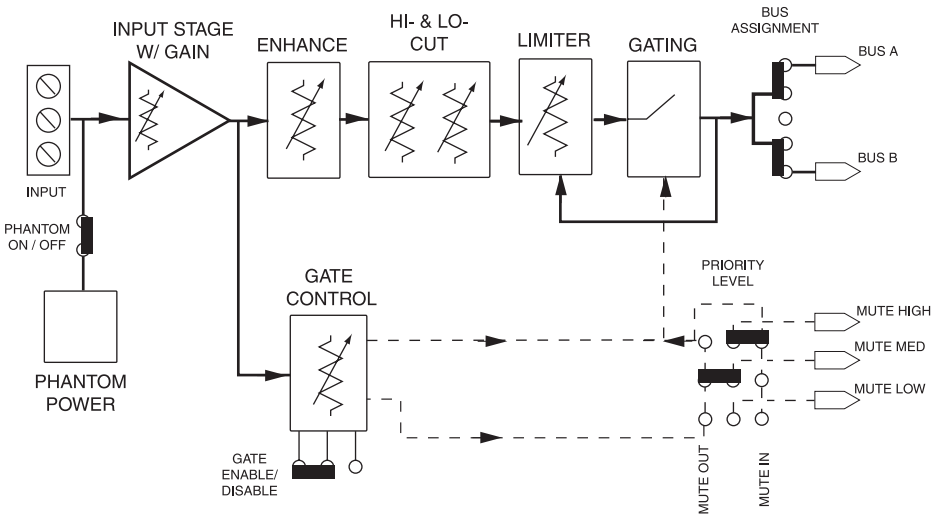 INPUT STAGE
W/ GAIN
ENHANCE
HI- & LO-
CUT
LIMITER
GATING
BUS
ASSIGNMENT
BUS A
BUS B
INPUT
PHANTOM
ON / OFF
PHANTOM
POWER
GATE
CONTROL
GATE
ENABLE/
DISABLE
PRIORITY
LEVEL
MUTE HIGH
MUTE MED
MUTE LOW
MUTE OUT
MUTE IN